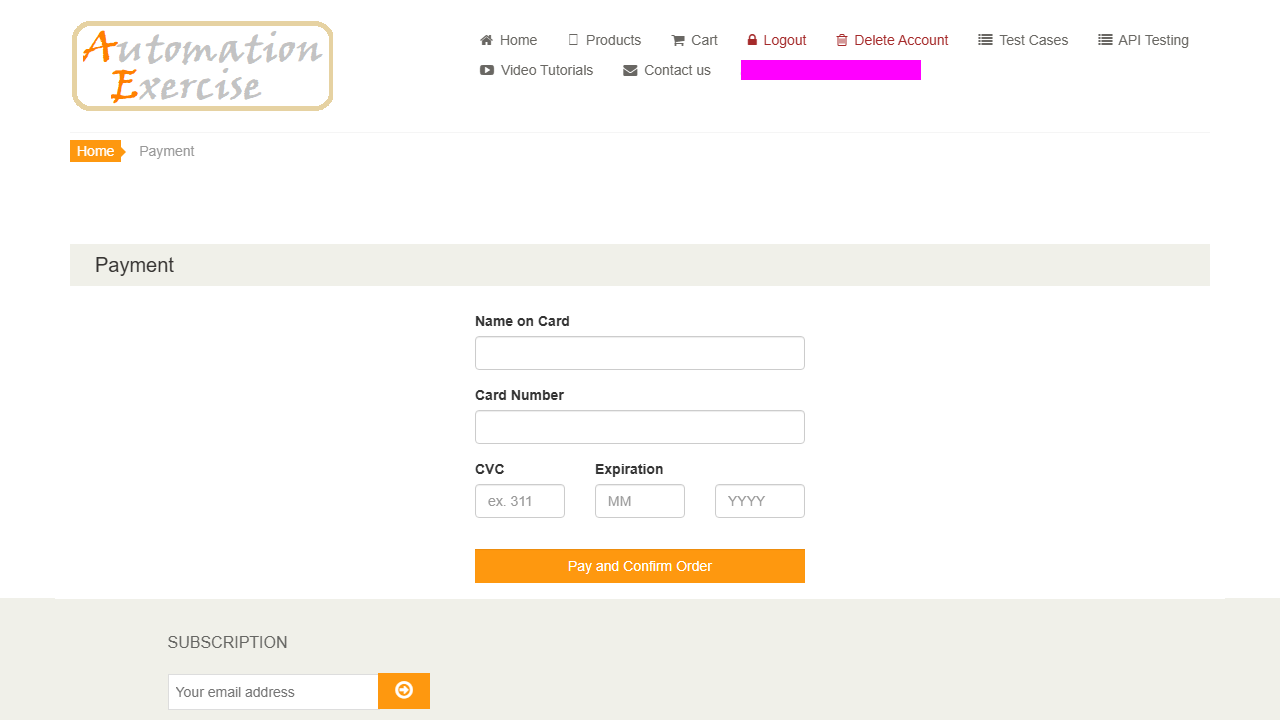 Automation
Exercise
Home Products Cart Logout Delete Account Test Cases API Testing
Video Tutorials Contact us
Home Payment
Payment
Name on Card
Card Number
CVC Expiration
ex. 311 MM YYYY
Pay and Confirm Order
SUBSCRIPTION
Your email address